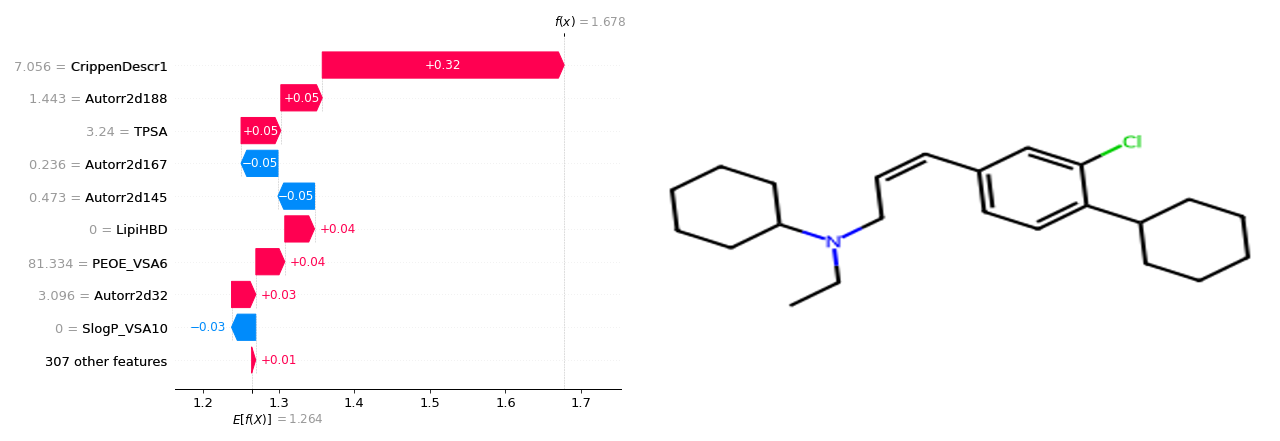 f(x) = 1.678
7.056 = CrippenDescr1
+0.32
1.443 = Autorr2d188
+0.05
3.24 = TPSA
+0.05
0.236 = Autorr2d167
−0.05
0.473 = Autorr2d145
−0.05
0 = LipiHBD
+0.04
81.334 = PEOE_VSA6
+0.04
3.096 = Autorr2d32
+0.03
0 = SlogP_VSA10
−0.03
307 other features
+0.01
1.2 1.3 1.4 1.5 1.6 1.7
E[f(X)] = 1.264
Cl
N